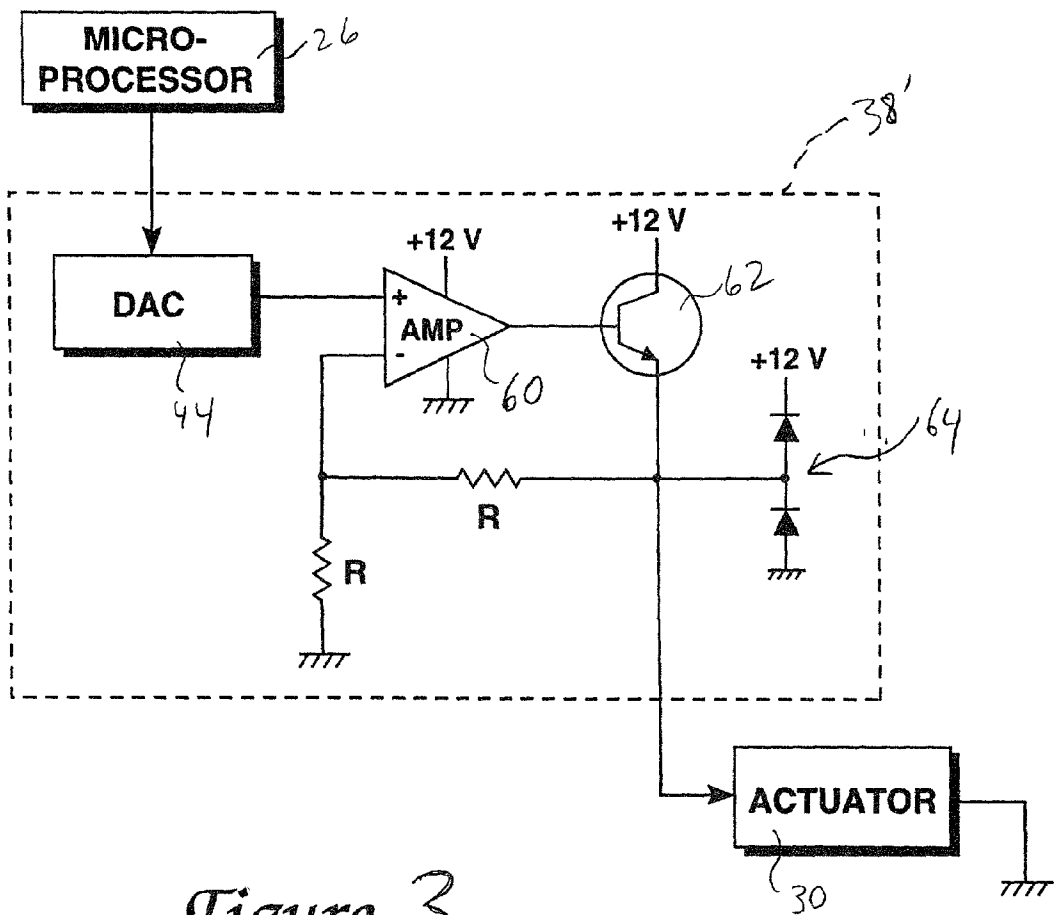 MICRO-
PROCESSOR
26
38'
+12 V
+12 V
DAC
+
AMP
-
62
60
44
+12 V
64
R
R
ACTUATOR
30
Figure 3